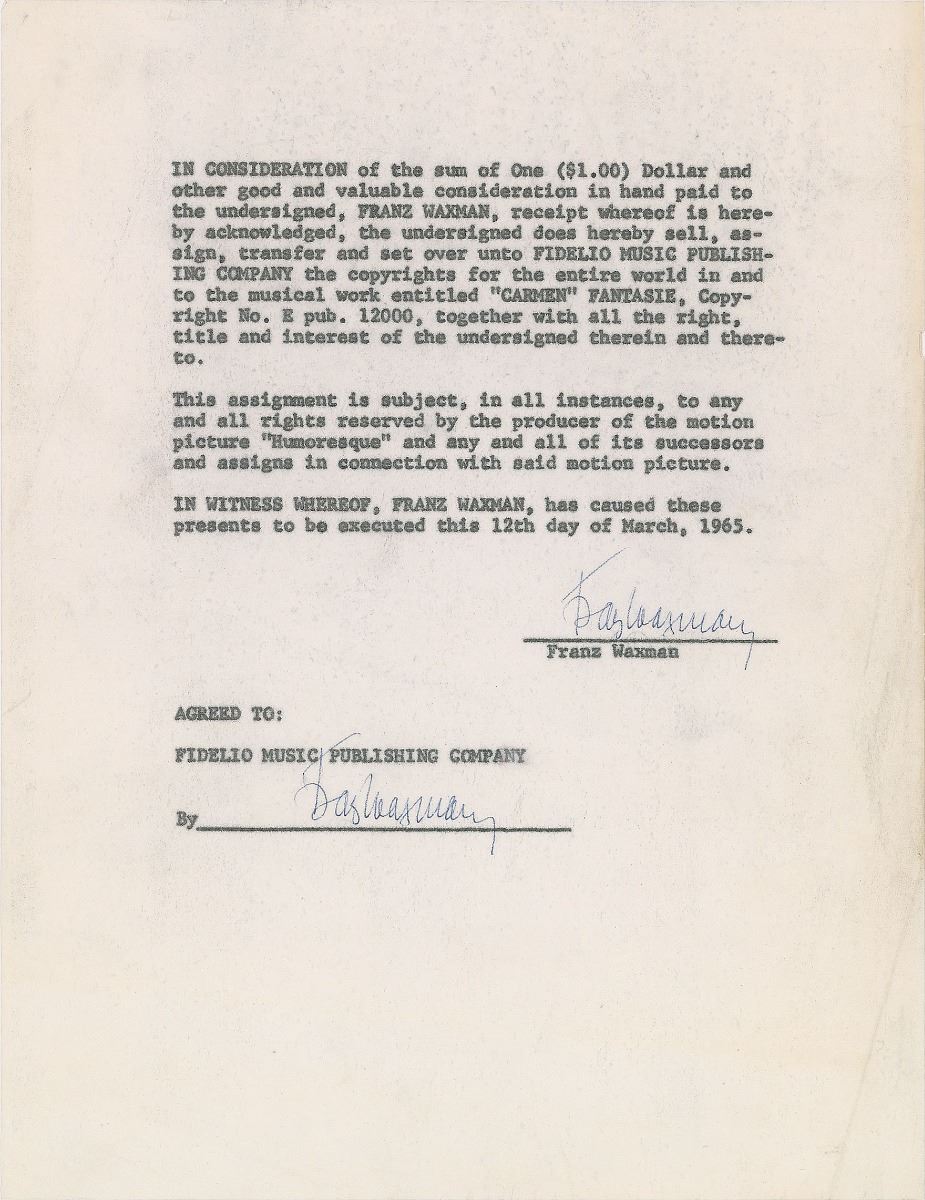 IN CONSIDERATION of the sum of One ($1.00) Dollar and
other good and valuable consideration in hand paid to
the undersigned, FRANZ WAXMAN, receipt whereof is here-
by acknowledged, the undersigned does hereby sell, as-
sign, transfer and set over unto FIDELIO MUSIC PUBLISH-
ING COMPANY the copyrights for the entire world in and
to the musical work entitled "CARMEN" FANTASIE, Copy-
right No. E pub. 12000, together with all the right,
title and interest of the undersigned therein and there-
to.
This assignment is subject, in all instances, to any
and all rights reserved by the producer of the motion
picture "Humoresque" and any and all of its successors
and assigns in connection with said motion picture.
IN WITNESS WHEREOF, FRANZ WAXMAN, has caused these
presents to be executed this 12th day of March, 1965.
Franz Waxman
Franz Waxman
AGREED TO:
FIDELIO MUSIC PUBLISHING COMPANY
By Franz Waxman